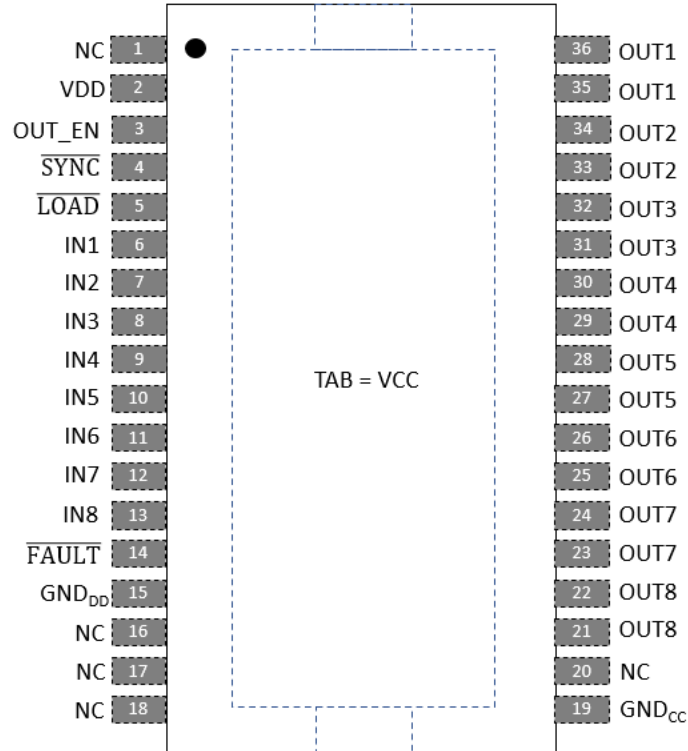 NC 1 36 OUT1
VDD 2 35 OUT1
OUT_EN 3 34 OUT2
SYNC 4 33 OUT2
LOAD 5 32 OUT3
IN1 6 31 OUT3
IN2 7 30 OUT4
IN3 8 29 OUT4
IN4 9 28 OUT5
TAB = VCC
IN5 10 27 OUT5
IN6 11 26 OUT6
IN7 12 25 OUT6
IN8 13 24 OUT7
FAULT 14 23 OUT7
GNDDD 15 22 OUT8
NC 16 21 OUT8
NC 17 20 NC
NC 18 19 GNDCC